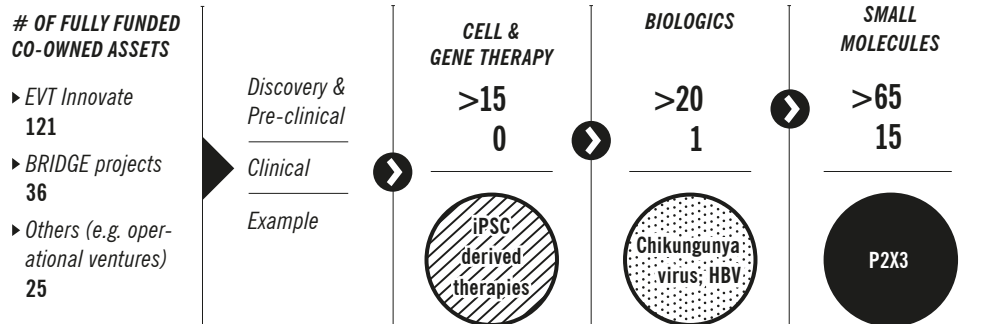 # OF FULLY FUNDED
CO-OWNED ASSETS
EVT Innovate
121
BRIDGE projects
36
Others (e.g. oper-
ational ventures)
25
Discovery &
Pre-clinical
Clinical
Example
CELL &
GENE THERAPY
>15
0
iPSC
derived
therapies
BIOLOGICS
>20
1
Chikungunya
virus, HBV
SMALL
MOLECULES
>65
15
P2X3